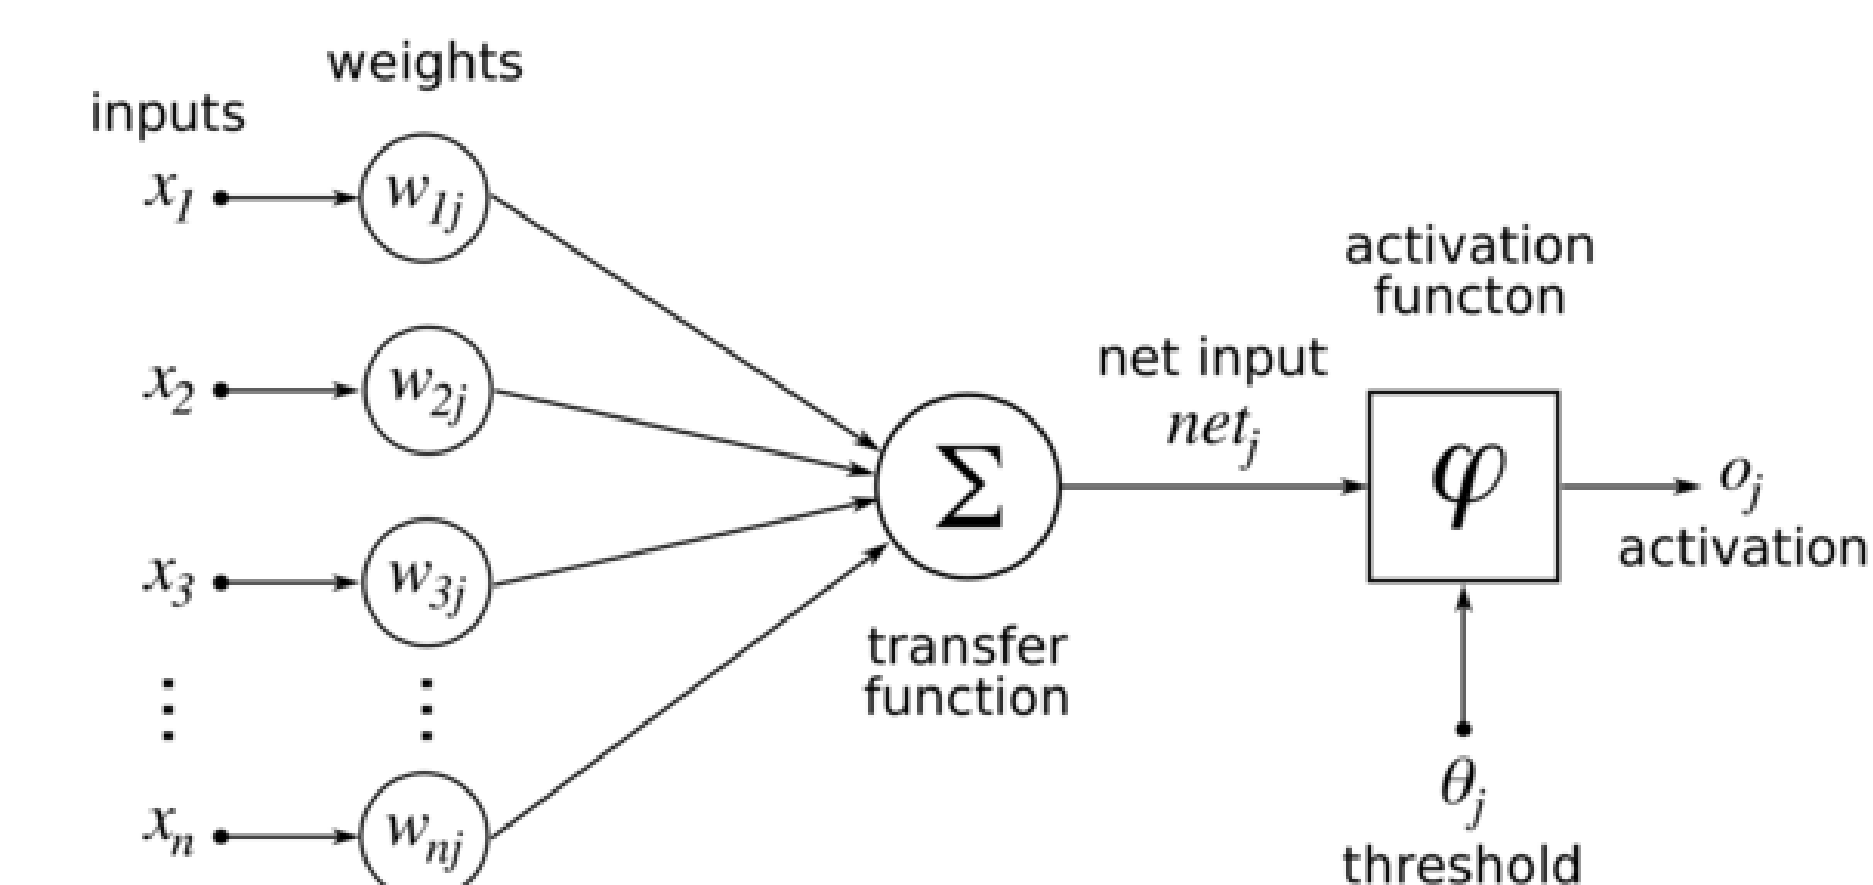 weights
inputs
x1
w1j
x2
w2j
x3
w3j
⋮
⋮
xn
wnj
Σ
transfer
function
net input
netj
activation
functon
φ
oj
activation
θj
threshold